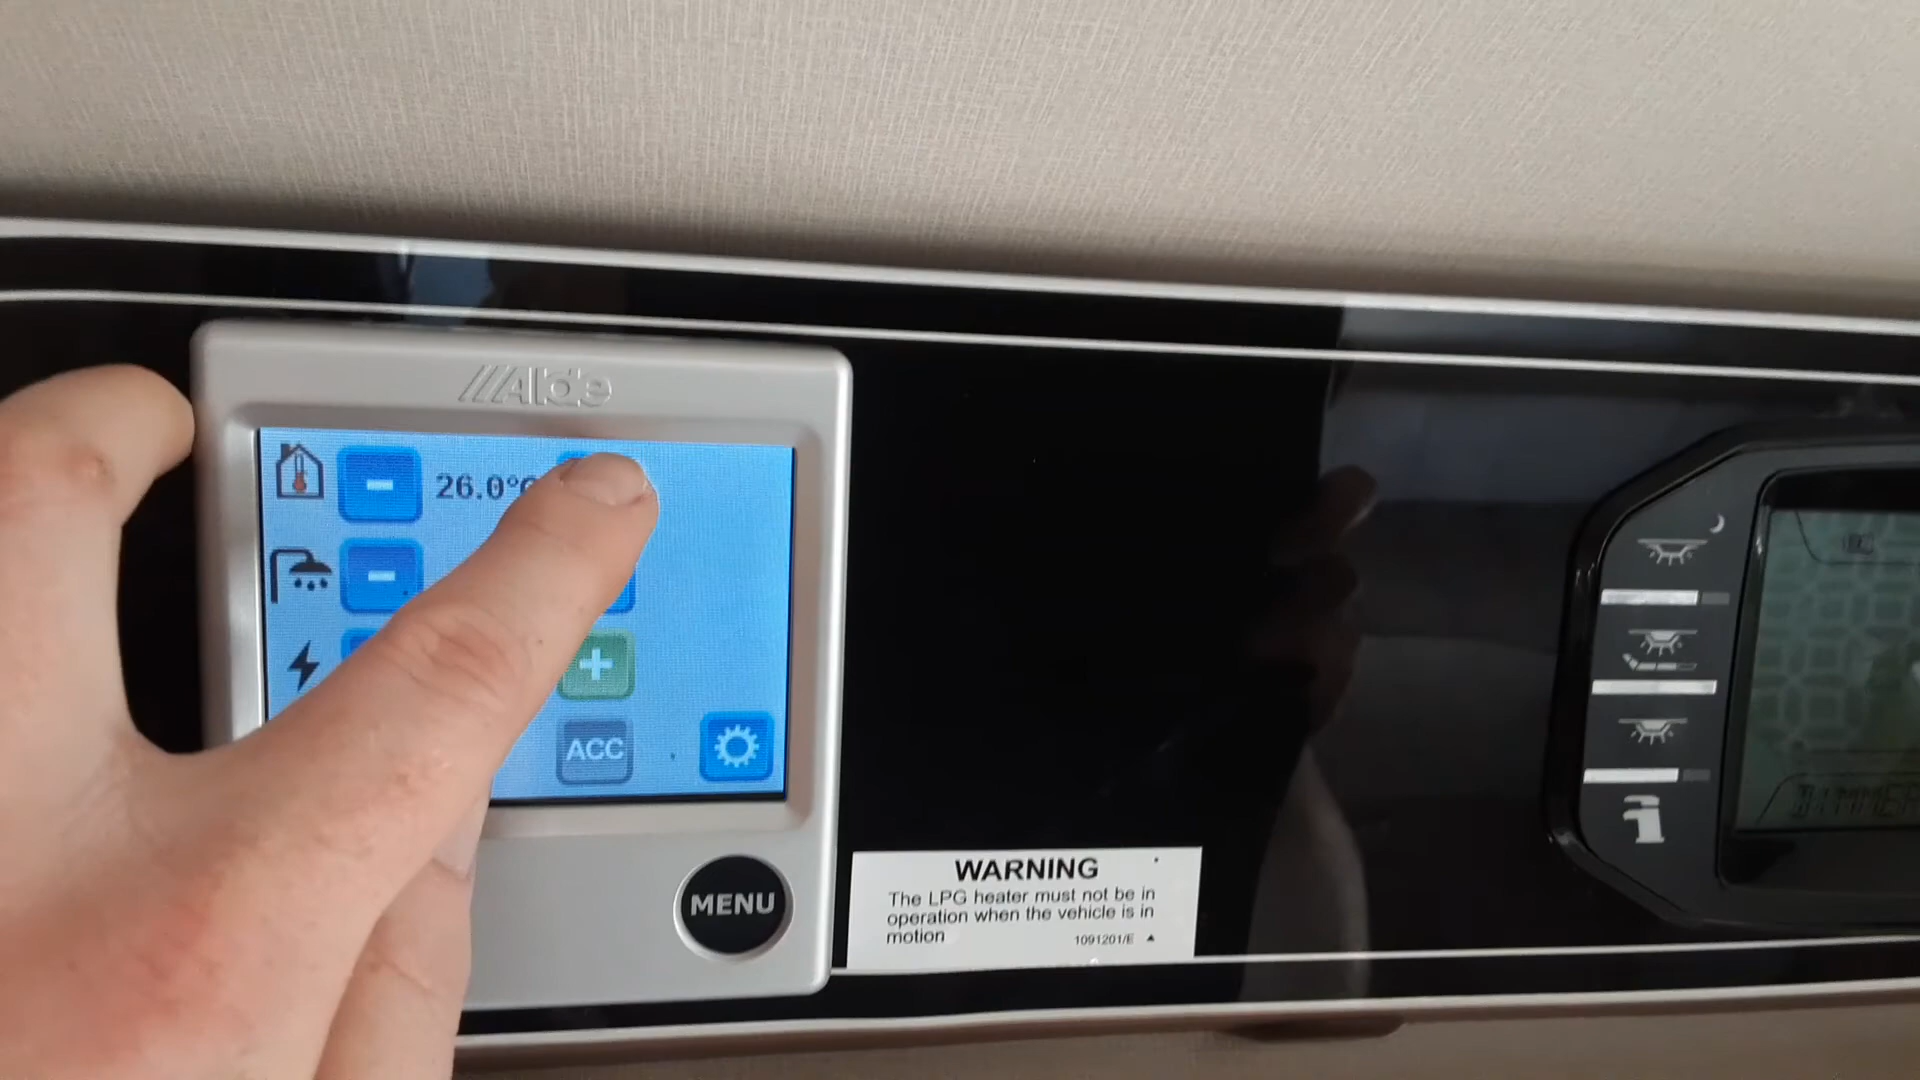 Alde
26.0°C
ACC
MENU
WARNING
The LPG heater must not be in
operation when the vehicle is in
motion
1091201/E
DIMMER